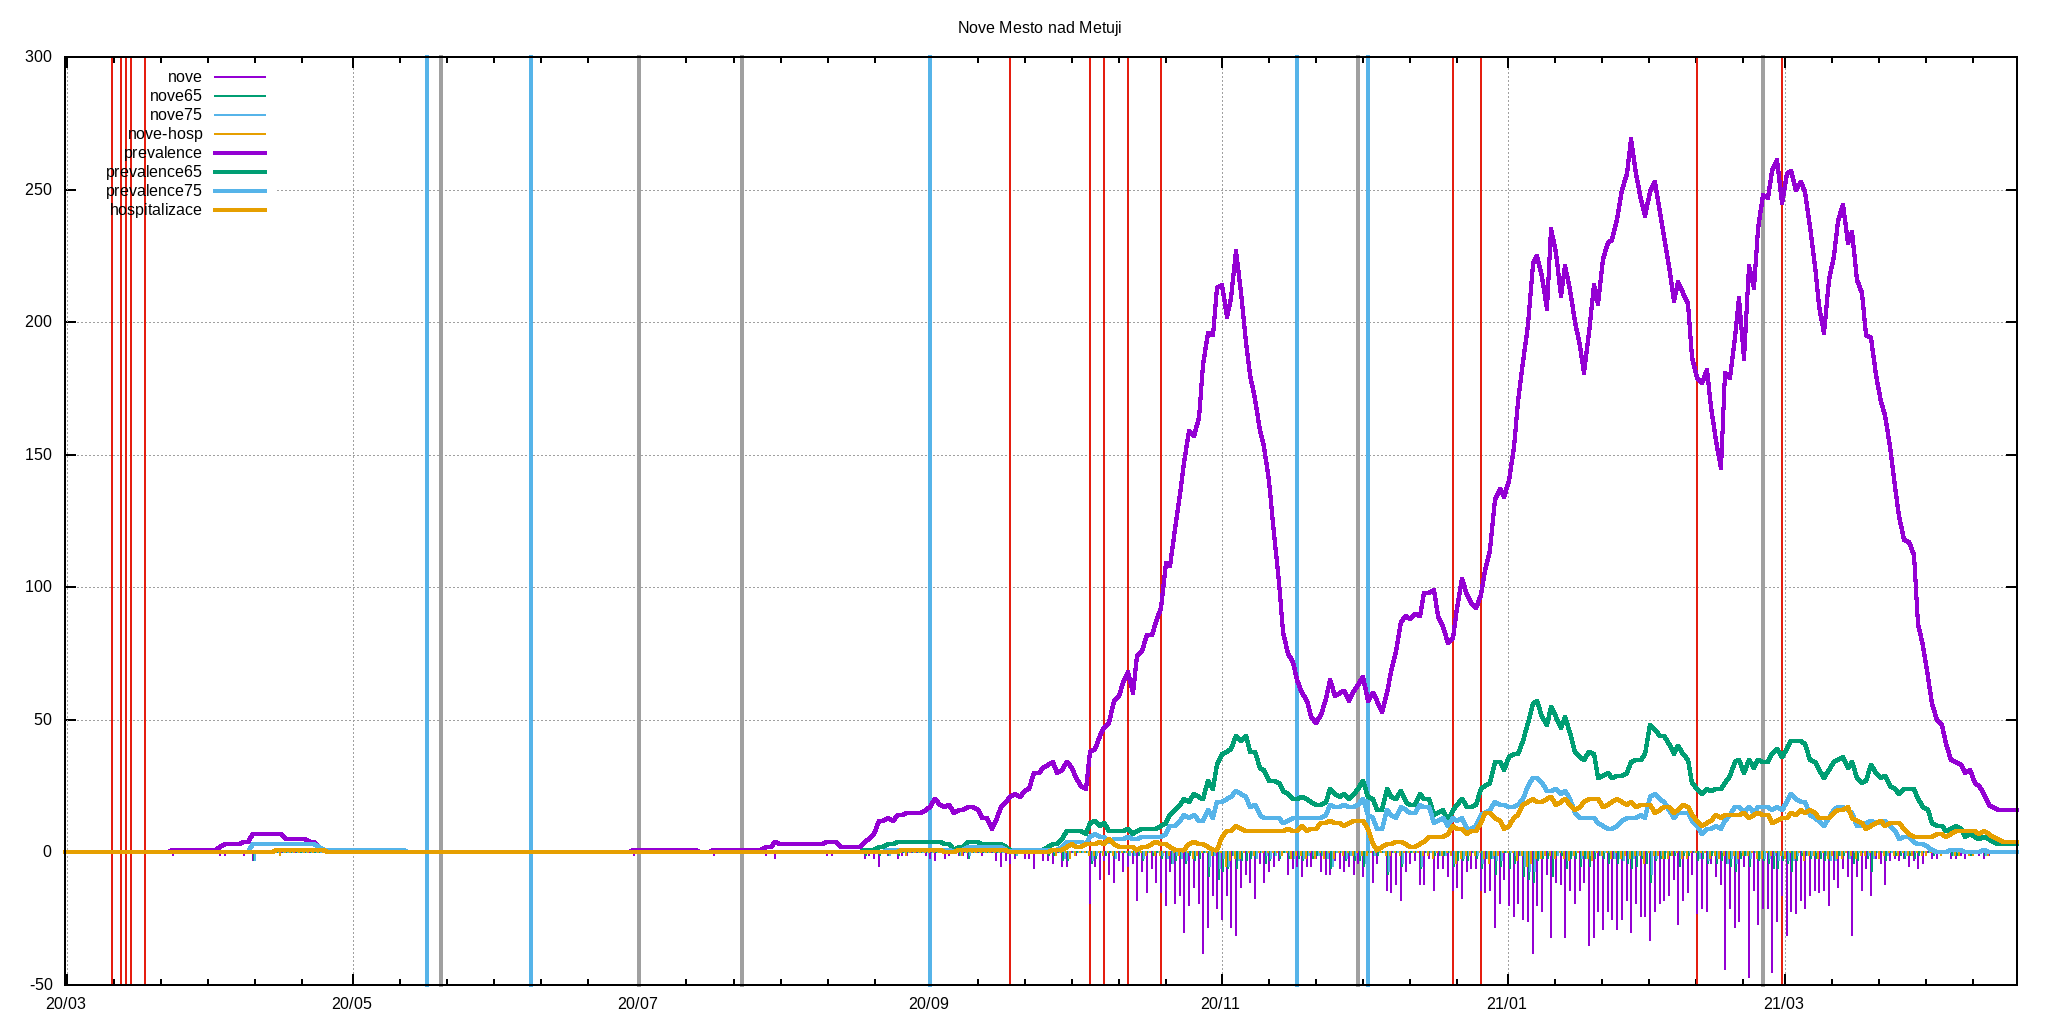 Nove Mesto nad Metuji
300
250
200
150
100
50
0
-50
nove
nove65
nove75
nove-hosp
prevalence
prevalence65
prevalence75
hospitalizace
20/03 20/05 20/07 20/09 20/11 21/01 21/03